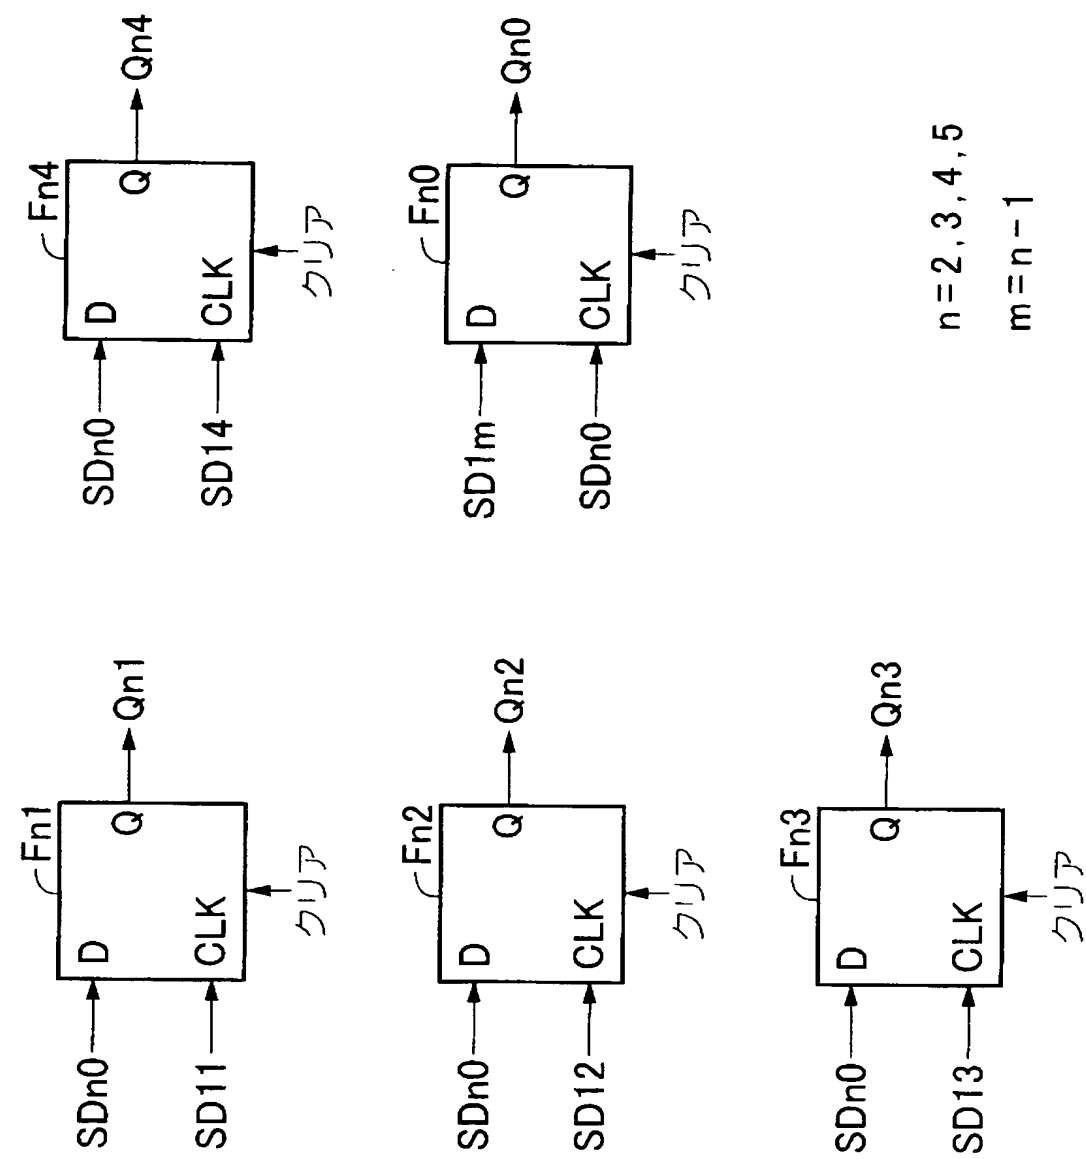 Fn1
SDn0
D
Q
Qn1
SD11
CLK
クリア
Fn2
SDn0
D
Q
Qn2
SD12
CLK
クリア
Fn3
SDn0
D
Q
Qn3
SD13
CLK
クリア
Fn4
SDn0
D
Q
Qn4
SD14
CLK
クリア
Fn0
SD1m
D
Q
Qn0
SDn0
CLK
クリア
n=2,3,4,5
m=n-1